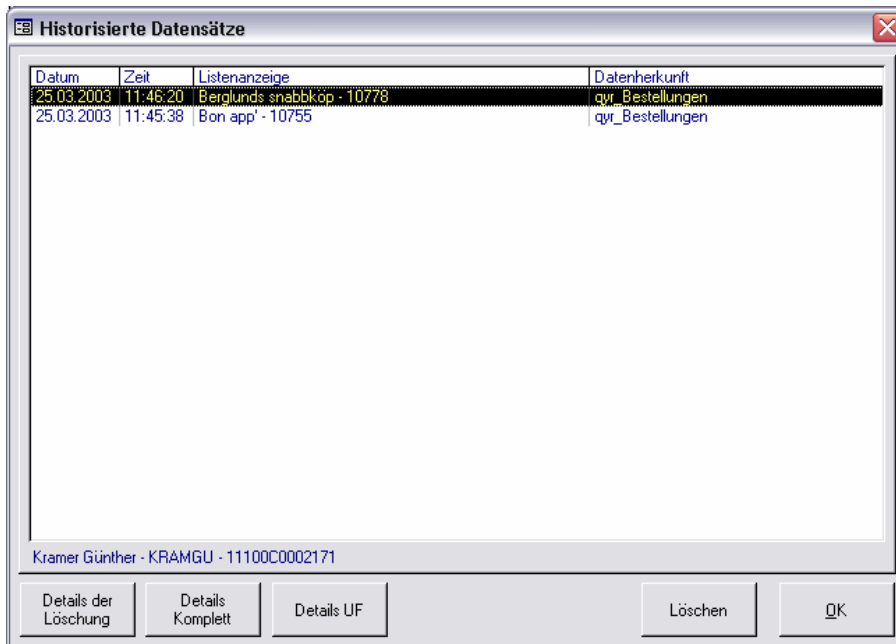 Historisierte Datensätze
Datum Zeit Listenanzeige Datenherkunft
25.03.2003 11:46:20 Berglunds snabbköp - 10778 qyr_Bestellungen
25.03.2003 11:45:38 Bon app' - 10755 qyr_Bestellungen
Kramer Günther - KRAMGU - 11100C0002171
Details der Löschung
Details Komplett
Details UF
Löschen
OK